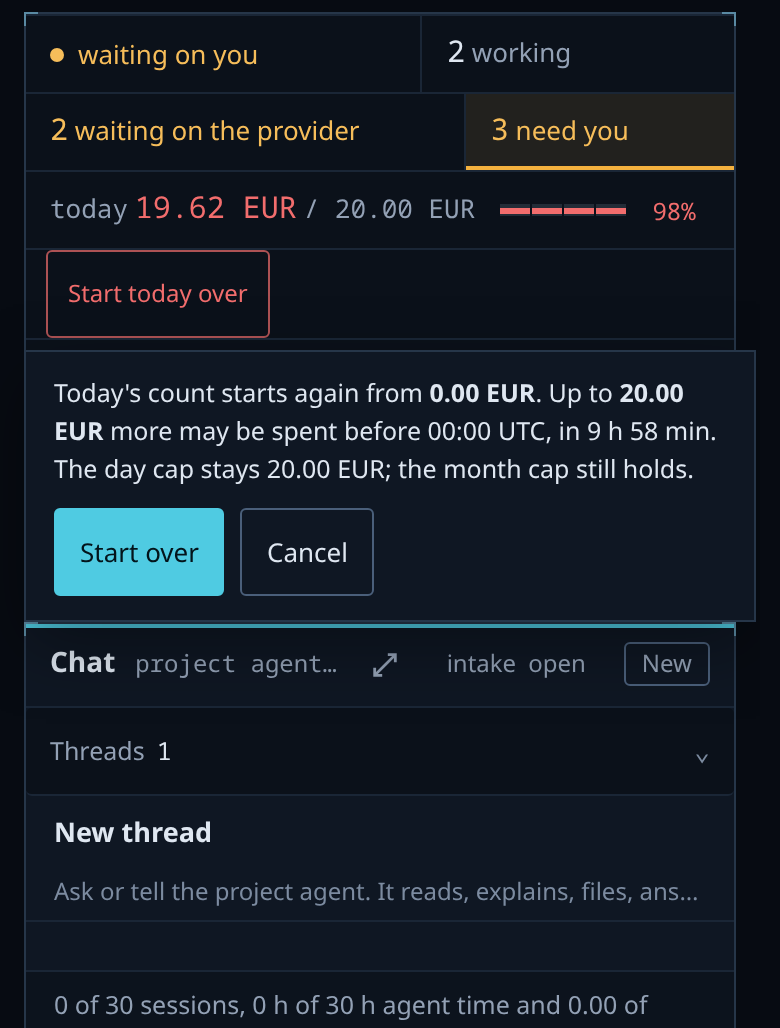 waiting on you
2 working
2 waiting on the provider
3 need you
today 19.62 EUR / 20.00 EUR 98%
Start today over
Today's count starts again from 0.00 EUR. Up to 20.00
EUR more may be spent before 00:00 UTC, in 9 h 58 min.
The day cap stays 20.00 EUR; the month cap still holds.
Start over
Cancel
Chat project agent… intake open New
Threads 1
New thread
Ask or tell the project agent. It reads, explains, files, ans…
0 of 30 sessions, 0 h of 30 h agent time and 0.00 of